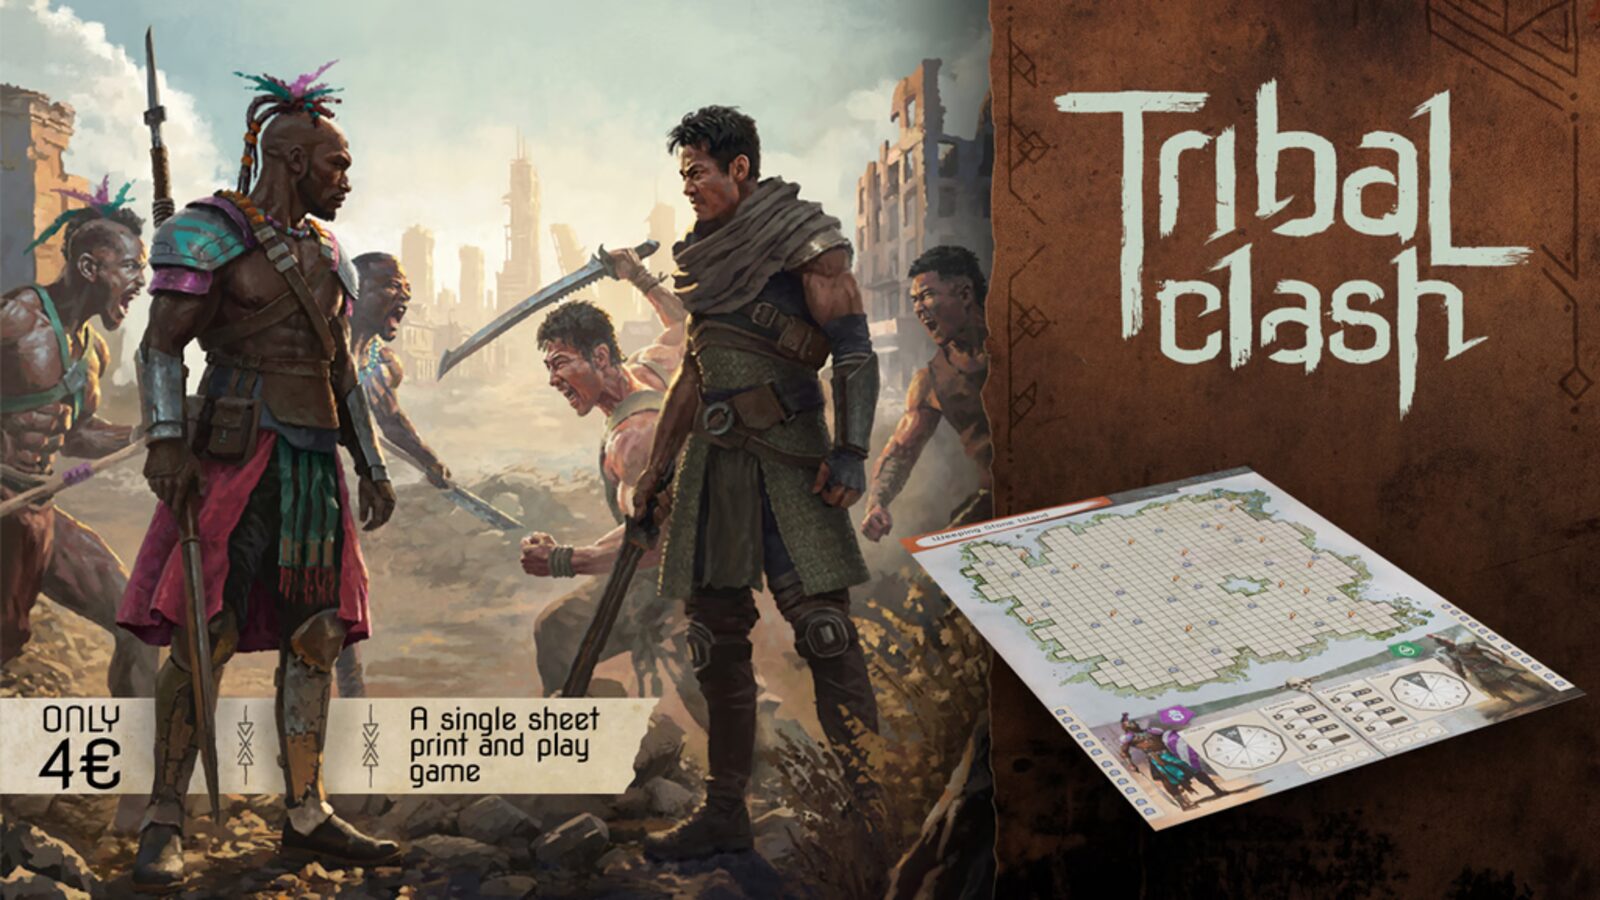 Tribal
clash
Weeping Stone Island
ONLY
4€
A single sheet
print and play
game